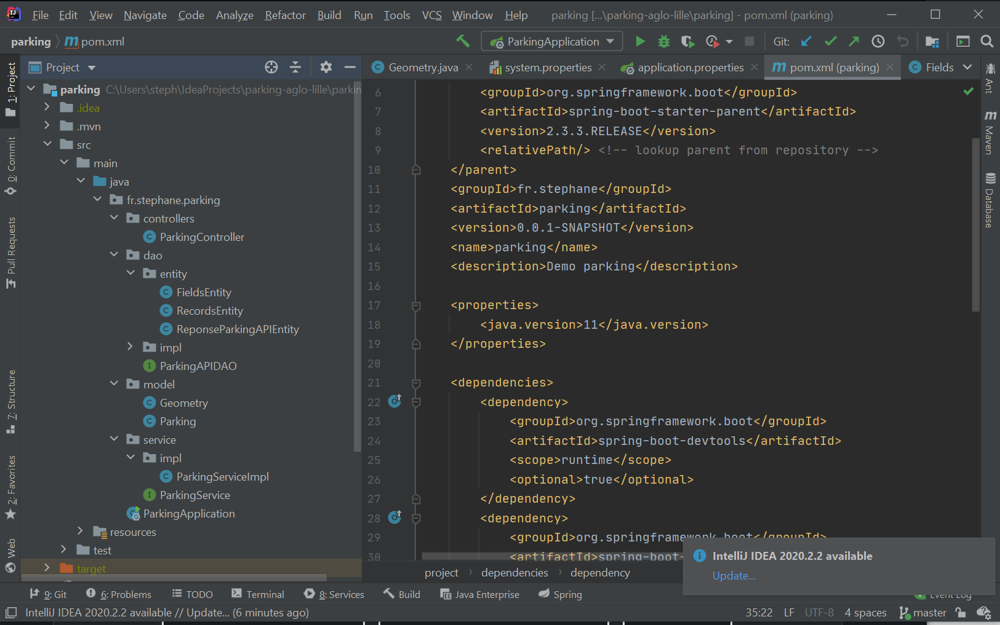 File Edit View Navigate Code Analyze Refactor Build Run Tools VCS Window Help parking [...\parking-aglo-lille\parking] - pom.xml (parking)
parking pom.xml ParkingApplication Git:
Project
Geometry.java system.properties application.properties pom.xml (parking) Fields
1: Project
0: Commit
Pull Requests
7: Structure
2: Favorites
Web
parking C:\Users\steph\IdeaProjects\parking-aglo-lille\parkin
.idea
.mvn
src
main
java
fr.stephane.parking
controllers
ParkingController
dao
entity
FieldsEntity
RecordsEntity
ReponseParkingAPIEntity
impl
ParkingAPIDAO
model
Geometry
Parking
service
impl
ParkingServiceImpl
ParkingService
ParkingApplication
resources
test
target
6 <groupId>org.springframework.boot</groupId>
7 <artifactId>spring-boot-starter-parent</artifactId>
8 <version>2.3.3.RELEASE</version>
9 <relativePath/> <!-- lookup parent from repository -->
10 </parent>
11 <groupId>fr.stephane</groupId>
12 <artifactId>parking</artifactId>
13 <version>0.0.1-SNAPSHOT</version>
14 <name>parking</name>
15 <description>Demo parking</description>
16
17 <properties>
18 <java.version>11</java.version>
19 </properties>
20
21 <dependencies>
22 <dependency>
23 <groupId>org.springframework.boot</groupId>
24 <artifactId>spring-boot-devtools</artifactId>
25 <scope>runtime</scope>
26 <optional>true</optional>
27 </dependency>
28 <dependency>
29 <groupId>org.springframework.boot</groupId>
30 <artifactId>spring-boot-
Ant
Maven
Database
IntelliJ IDEA 2020.2.2 available
Update...
project dependencies dependency
9: Git 6: Problems TODO Terminal 8: Services Build Java Enterprise Spring Event Log
IntelliJ IDEA 2020.2.2 available // Update... (6 minutes ago) 35:22 LF UTF-8 4 spaces master